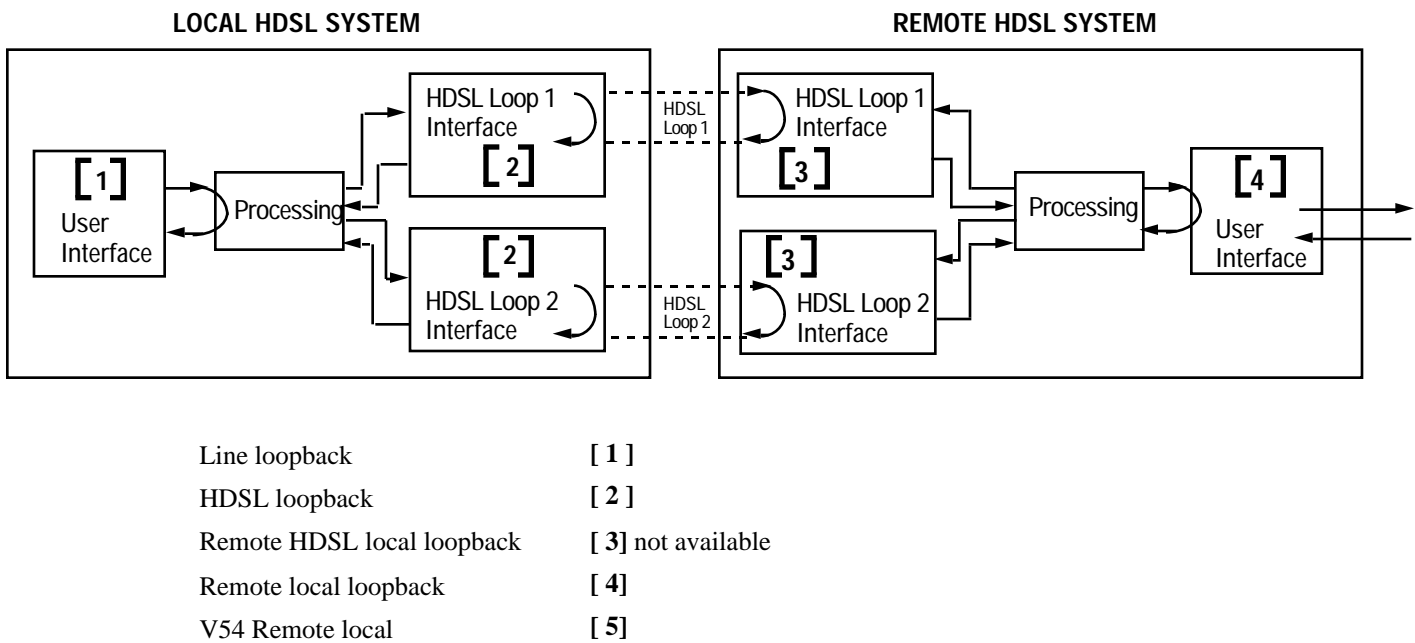 LOCAL HDSL SYSTEM
REMOTE HDSL SYSTEM
[1]
User
Interface
Processing
HDSL Loop 1
Interface
[2]
[2]
HDSL Loop 2
Interface
HDSL
Loop 1
HDSL
Loop 2
HDSL Loop 1
Interface
[3]
[3]
HDSL Loop 2
Interface
Processing
[4]
User
Interface
Line loopback [ 1 ]
HDSL loopback [ 2 ]
Remote HDSL local loopback [ 3] not available
Remote local loopback [ 4]
V54 Remote local [ 5]